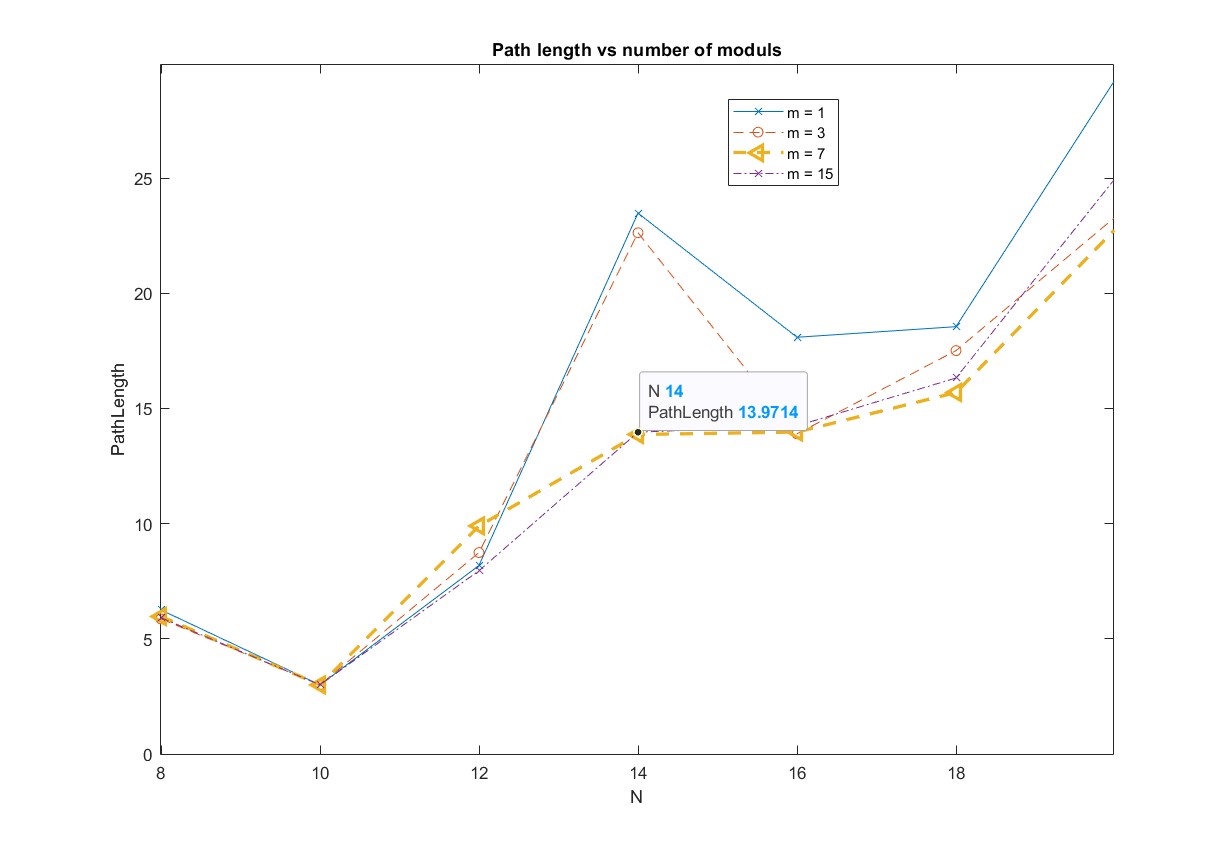 Path length vs number of moduls
m = 1
m = 3
m = 7
m = 15
25
20
15
10
5
0
PathLength
N 14
PathLength 13.9714
8 10 12 14 16 18
N